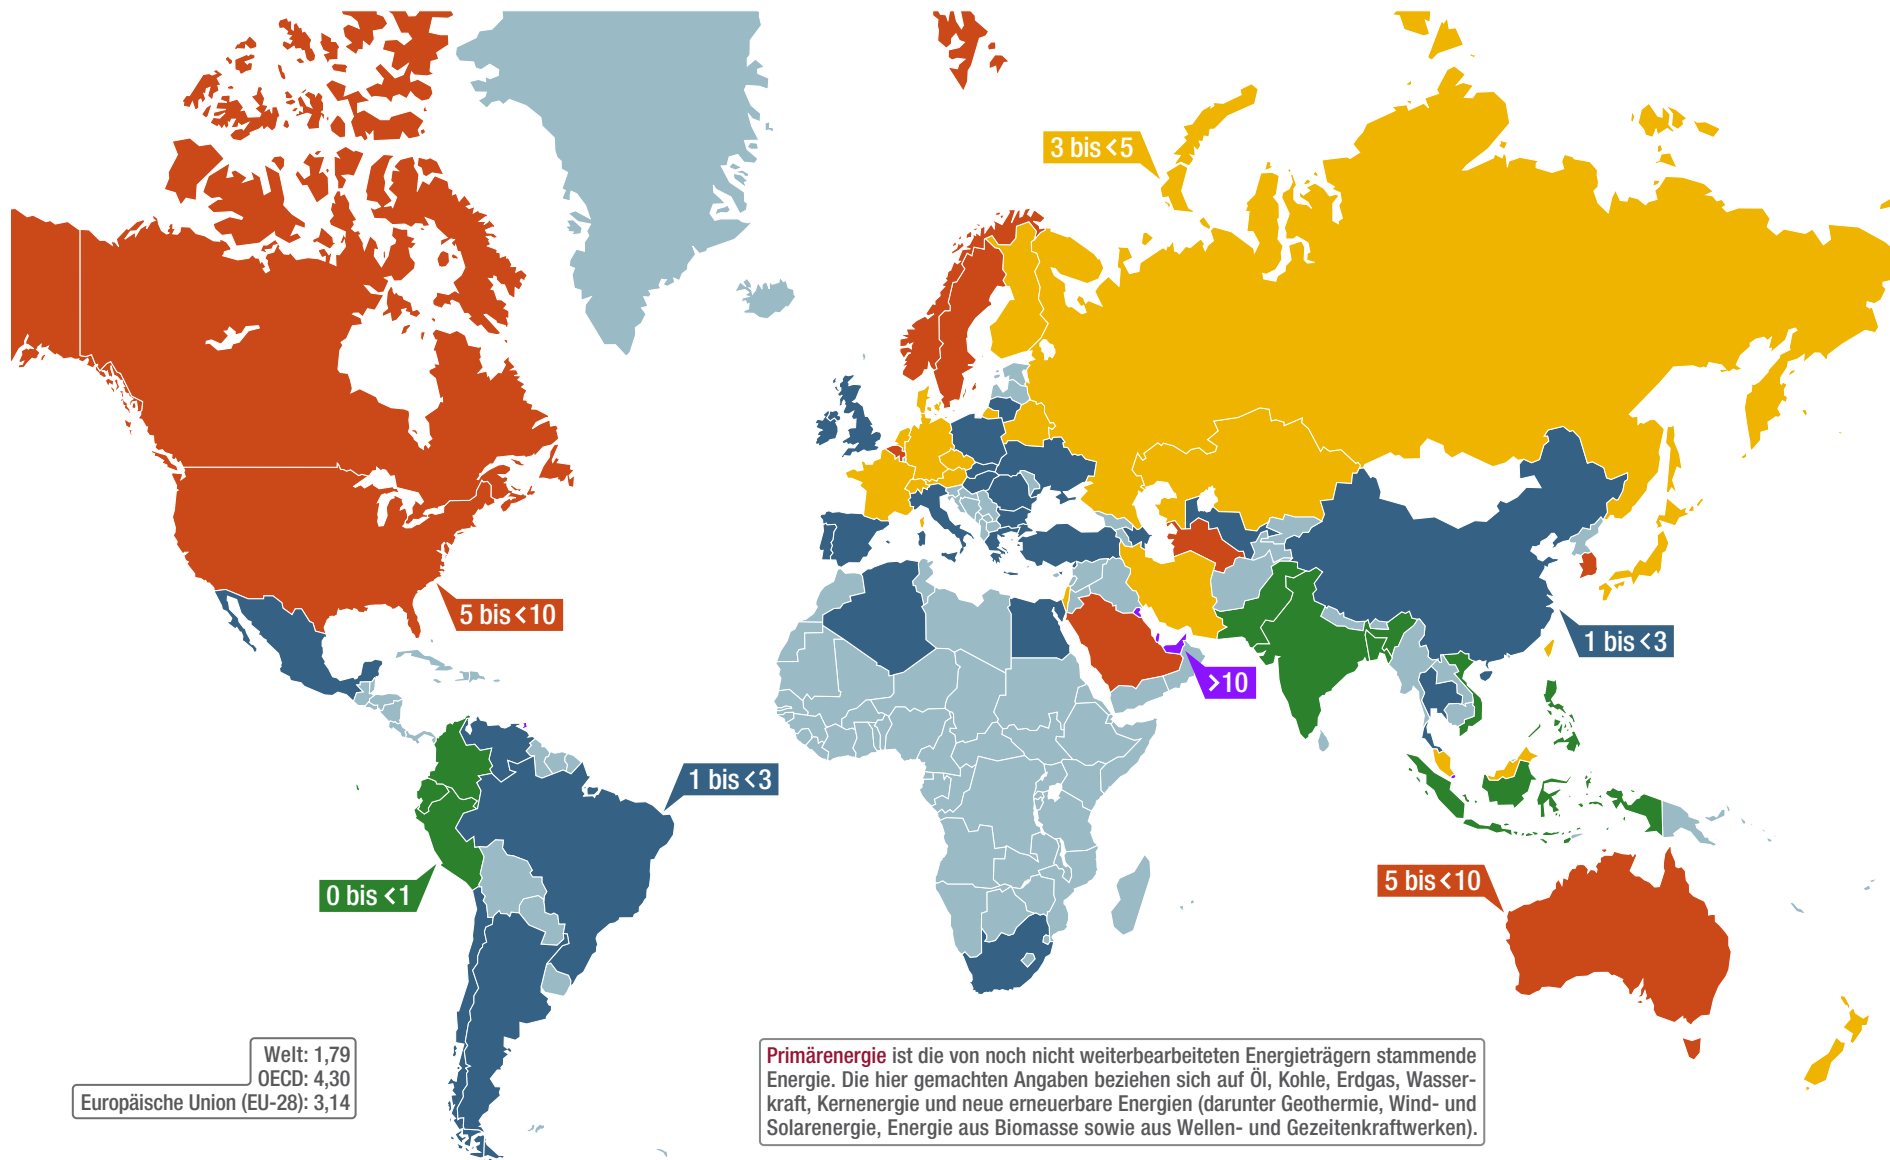 3 bis <5
5 bis <10
1 bis <3
>10
1 bis <3
0 bis <1
5 bis <10
Welt: 1,79
OECD: 4,30
Europäische Union (EU-28): 3,14
Primärenergie ist die von noch nicht weiterbearbeiteten Energieträgern stammende
Energie. Die hier gemachten Angaben beziehen sich auf Öl, Kohle, Erdgas, Wasser-
kraft, Kernenergie und neue erneuerbare Energien (darunter Geothermie, Wind- und
Solarenergie, Energie aus Biomasse sowie aus Wellen- und Gezeitenkraftwerken).